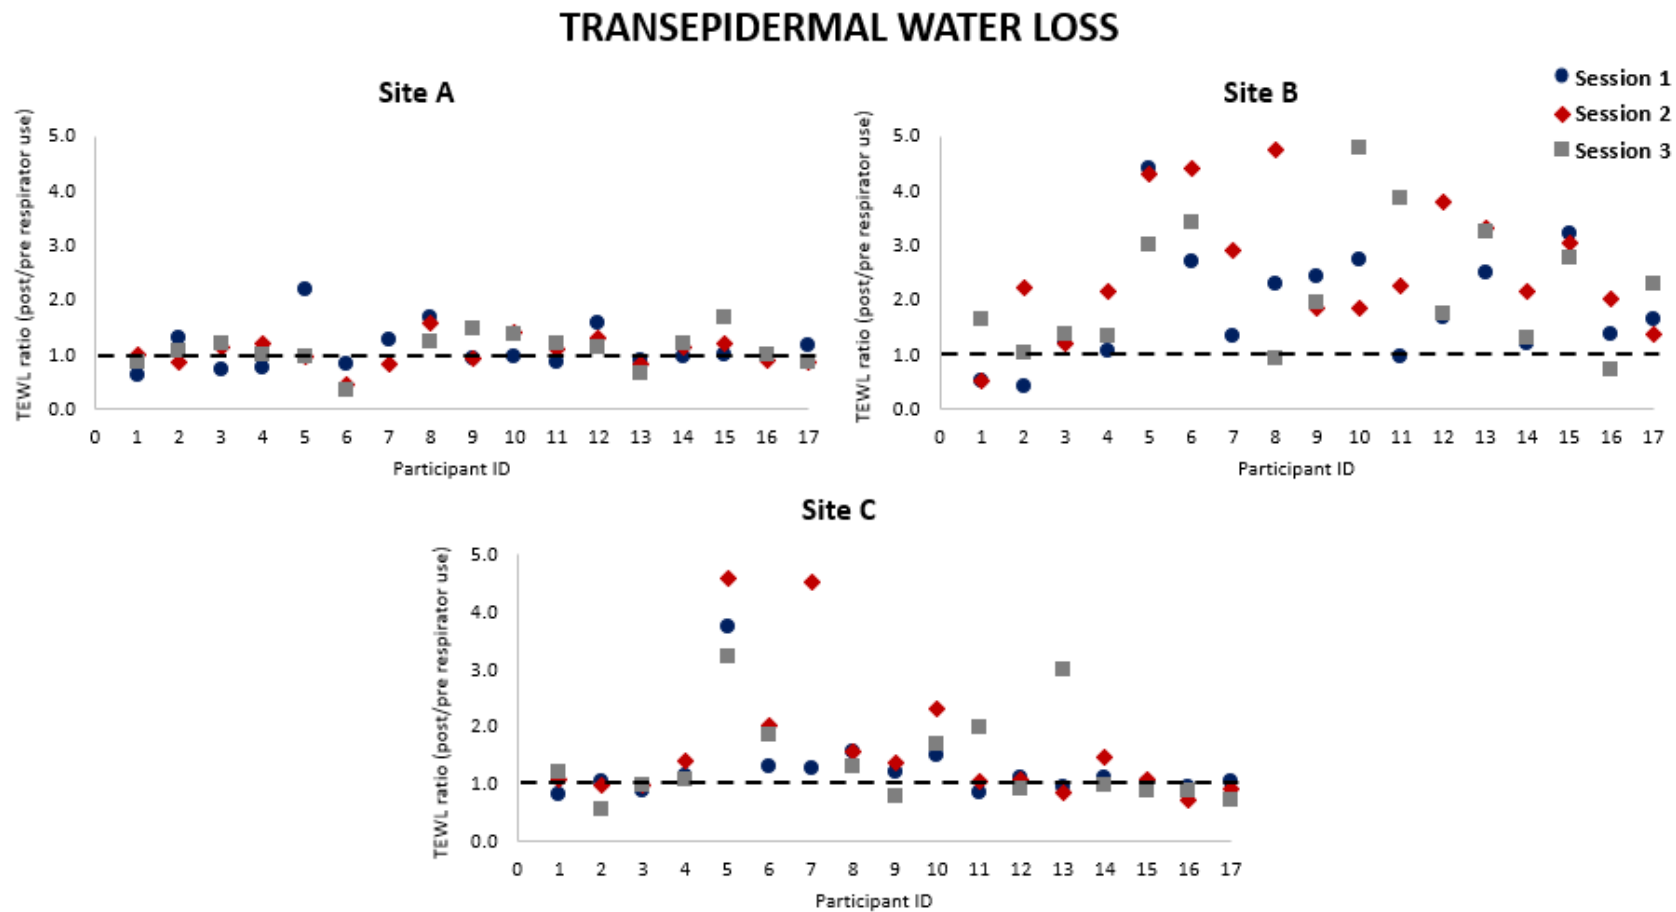 TRANSEPIDERMAL WATER LOSS
Site A
TEWL ratio (post/pre respirator use)
5.0
4.0
3.0
2.0
1.0
0.0
0 1 2 3 4 5 6 7 8 9 10 11 12 13 14 15 16 17
Participant ID
Site B
TEWL ratio (post/pre respirator use)
5.0
4.0
3.0
2.0
1.0
0.0
0 1 2 3 4 5 6 7 8 9 10 11 12 13 14 15 16 17
Participant ID
Session 1
Session 2
Session 3
Site C
TEWL ratio (post/pre respirator use)
5.0
4.0
3.0
2.0
1.0
0.0
0 1 2 3 4 5 6 7 8 9 10 11 12 13 14 15 16 17
Participant ID